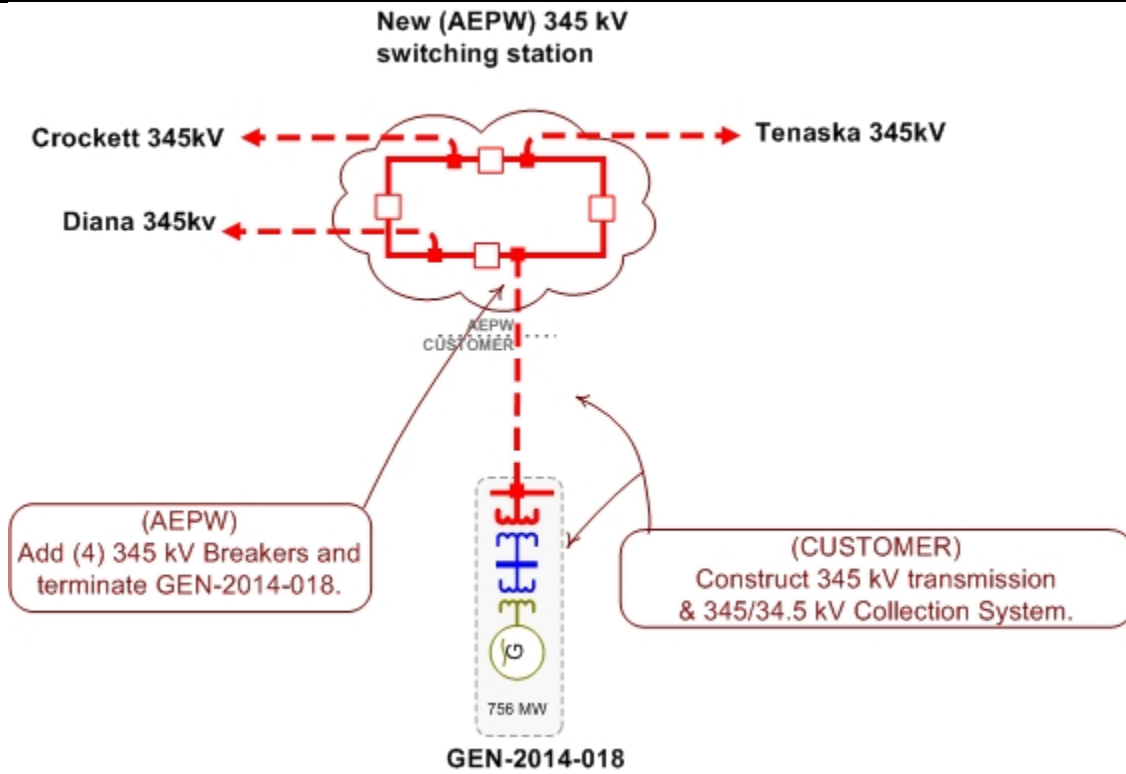 New (AEPW) 345 kV
switching station
Crockett 345kV
Tenaska 345kV
Diana 345kv
AEPW
CUSTOMER
(AEPW)
Add (4) 345 kV Breakers and
terminate GEN-2014-018.
(CUSTOMER)
Construct 345 kV transmission
& 345/34.5 kV Collection System.
G
756 MW
GEN-2014-018